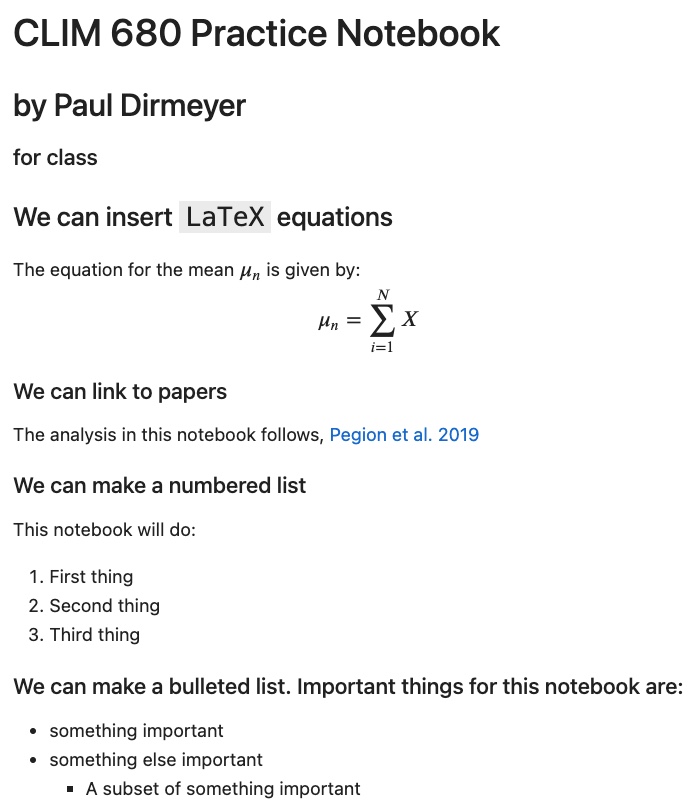 CLIM 680 Practice Notebook
by Paul Dirmeyer
for class
We can insert LaTeX equations
The equation for the mean μₙ is given by:
N
μₙ = ∑ X
i=1
We can link to papers
The analysis in this notebook follows, Pegion et al. 2019
We can make a numbered list
This notebook will do:
1. First thing
2. Second thing
3. Third thing
We can make a bulleted list. Important things for this notebook are:
• something important
• something else important
▪ A subset of something important